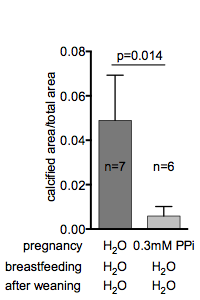 0.08
p=0.014
0.06
calcified area/total area
0.04
n=7 n=6
0.02
0.00
pregnancy H₂O 0.3mM PPi
breastfeeding H₂O H₂O
after weaning H₂O H₂O